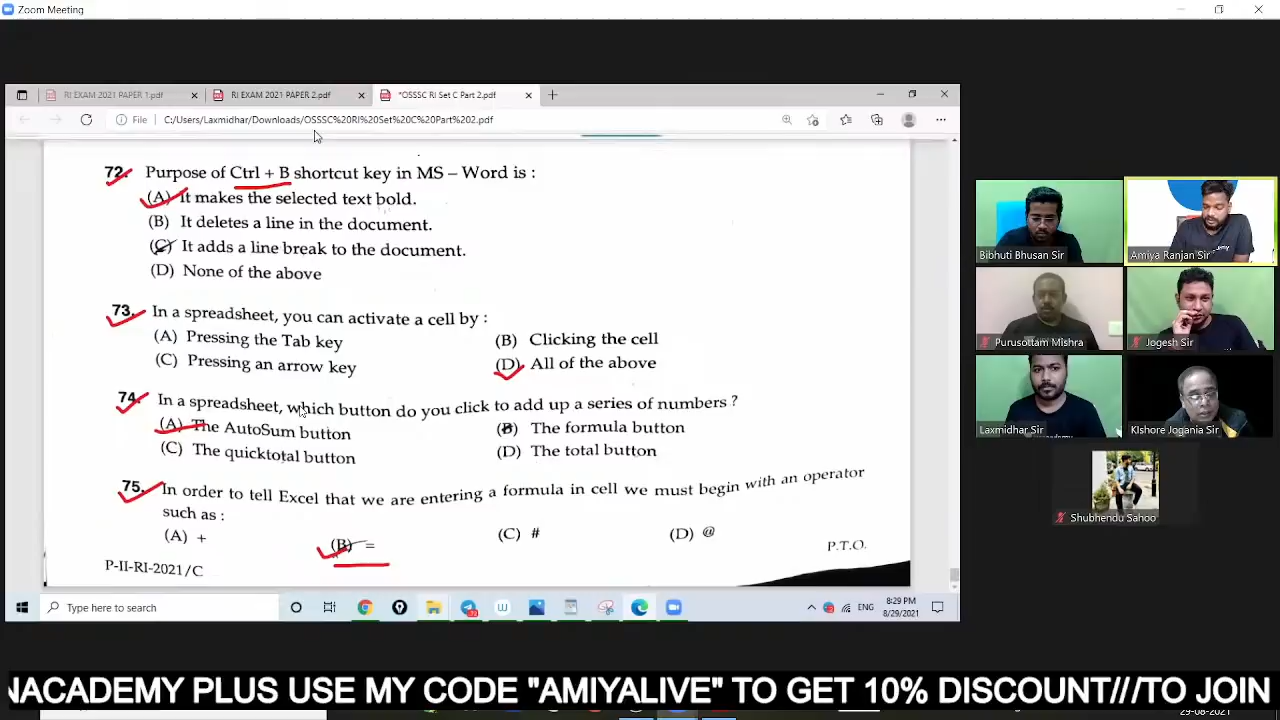 Zoom Meeting
RI EXAM 2021 PAPER 1.pdf
RI EXAM 2021 PAPER 2.pdf
*OSSSC RI Set C Part 2.pdf
File
C:/Users/Laxmidhar/Downloads/OSSSC%20RI%20Set%20C%20Part%202.pdf
72. Purpose of Ctrl + B shortcut key in MS – Word is :
(A) It makes the selected text bold.
(B) It deletes a line in the document.
(C) It adds a line break to the document.
(D) None of the above
73. In a spreadsheet, you can activate a cell by :
(A) Pressing the Tab key (B) Clicking the cell
(C) Pressing an arrow key (D) All of the above
74. In a spreadsheet, which button do you click to add up a series of numbers ?
(A) The AutoSum button (B) The formula button
(C) The quicktotal button (D) The total button
75. In order to tell Excel that we are entering a formula in cell we must begin with an operator
such as :
(A) + (B) = (C) # (D) @
P.T.O.
P-II-RI-2021/C
Bibhuti Bhusan Sir
Amiya Ranjan Sir
Purusottam Mishra
Jogesh Sir
Laxmidhar Sir
KIshore Jogania Sir
Shubhendu Sahoo
Type here to search
ENG
8:29 PM
8/29/2021
NACADEMY PLUS USE MY CODE "AMIYALIVE" TO GET 10% DISCOUNT///TO JOIN
29-08-2021